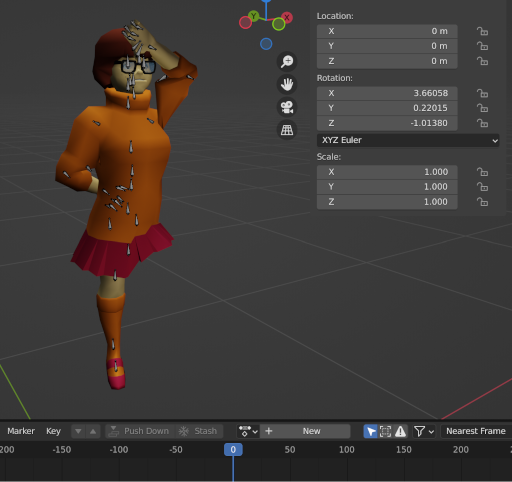 Y X
Location:
X 0 m
Y 0 m
Z 0 m
Rotation:
X 3.66058
Y 0.22015
Z -1.01380
XYZ Euler
Scale:
X 1.000
Y 1.000
Z 1.000
Marker Key Push Down Stash + New Nearest Frame
200 -150 -100 -50 0 50 100 150 200